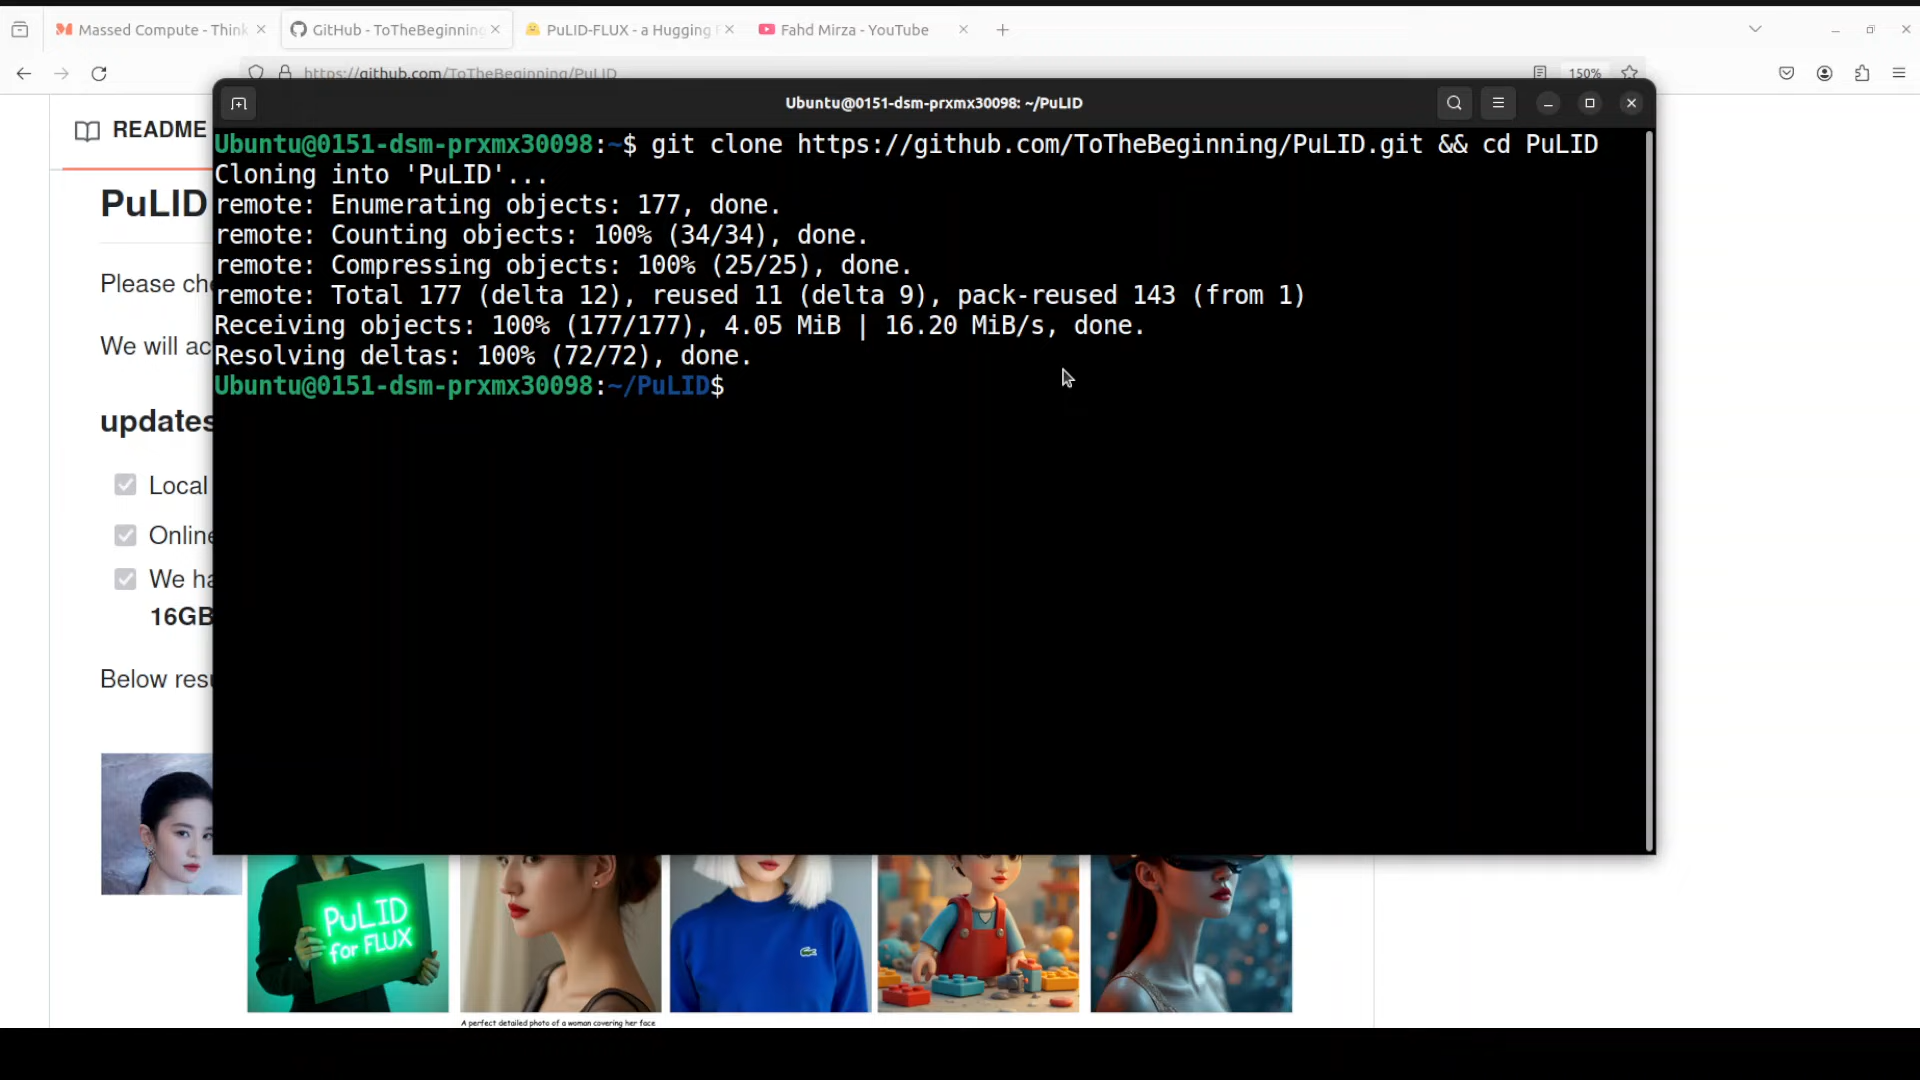 Massed Compute - Think
GitHub - ToTheBeginning
PuLID-FLUX - a Hugging F
Fahd Mirza - YouTube
https://github.com/ToTheBeginning/PuLID
150%
Ubuntu@0151-dsm-prxmx30098: ~/PuLID
README
Ubuntu@0151-dsm-prxmx30098:~$ git clone https://github.com/ToTheBeginning/PuLID.git && cd PuLID
Cloning into 'PuLID'...
remote: Enumerating objects: 177, done.
remote: Counting objects: 100% (34/34), done.
remote: Compressing objects: 100% (25/25), done.
remote: Total 177 (delta 12), reused 11 (delta 9), pack-reused 143 (from 1)
Receiving objects: 100% (177/177), 4.05 MiB | 16.20 MiB/s, done.
Resolving deltas: 100% (72/72), done.
Ubuntu@0151-dsm-prxmx30098:~/PuLID$
PuLID
Please che
We will ac
updates
Local
Online
We ha
16GB
Below resu
PuLID
for FLUX
A perfect detailed photo of a woman covering her face